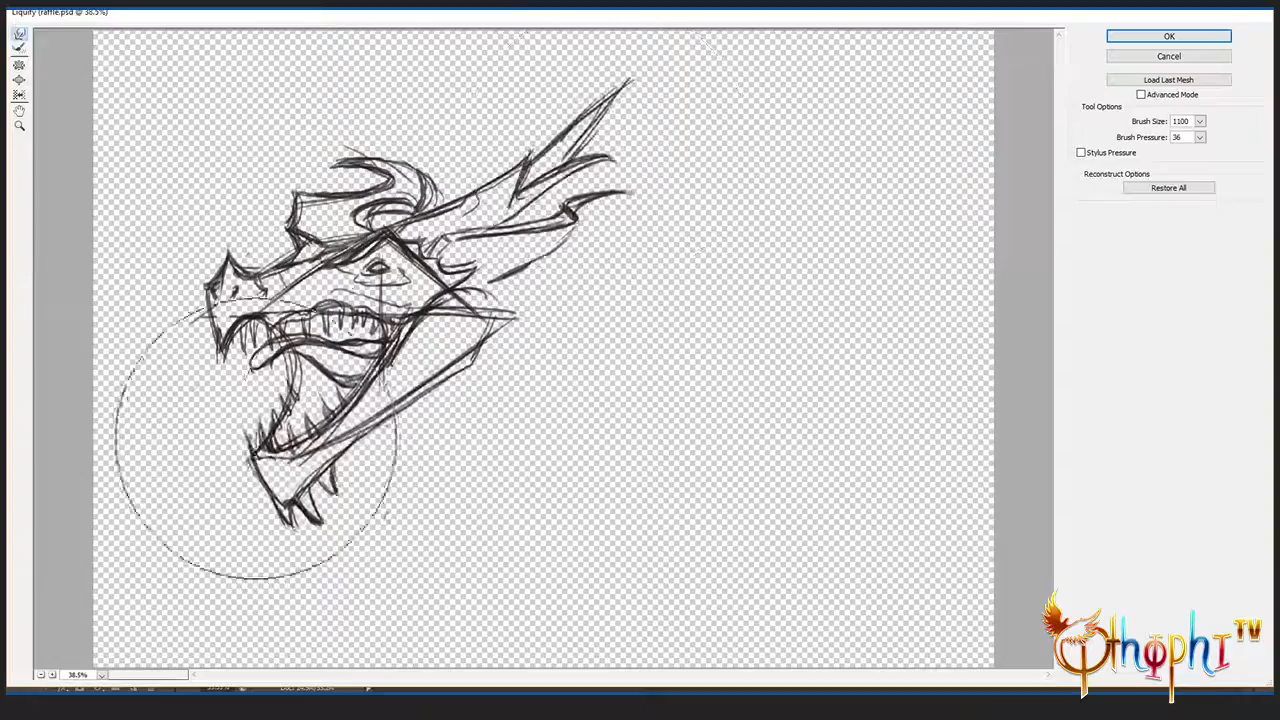 Liquify (raffle.psd @ 38.5%)
OK
Cancel
Load Last Mesh
Advanced Mode
Tool Options
Brush Size: 1100
Brush Pressure: 36
Stylus Pressure
Reconstruct Options
Restore All
38.5%
TV